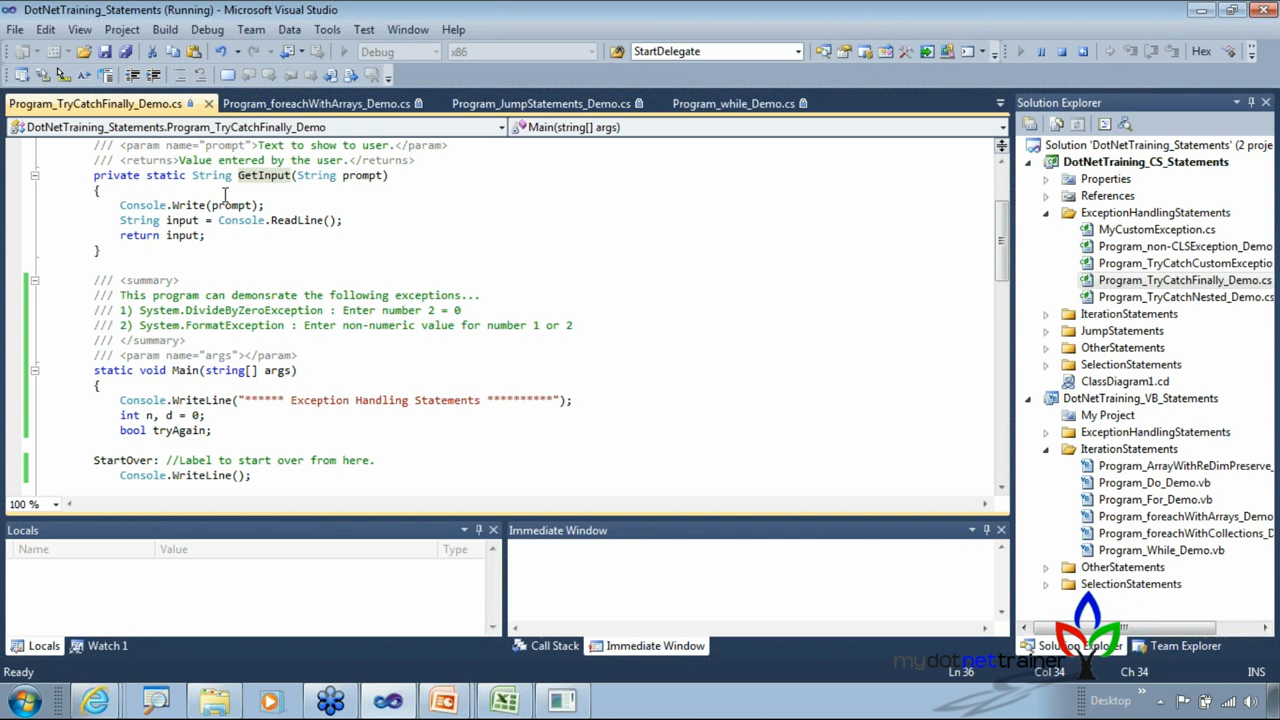 DotNetTraining_Statements (Running) - Microsoft Visual Studio
File Edit View Project Build Debug Team Data Tools Test Window Help
Debug x86 StartDelegate Hex
Program_TryCatchFinally_Demo.cs Program_foreachWithArrays_Demo.cs Program_JumpStatements_Demo.cs Program_while_Demo.cs
DotNetTraining_Statements.Program_TryCatchFinally_Demo Main(string[] args)
/// <param name="prompt">Text to show to user.</param>
/// <returns>Value entered by the user.</returns>
private static String GetInput(String prompt)
{
Console.Write(prompt);
String input = Console.ReadLine();
return input;
}
/// <summary>
/// This program can demonsrate the following exceptions...
/// 1) System.DivideByZeroException : Enter number 2 = 0
/// 2) System.FormatException : Enter non-numeric value for number 1 or 2
/// </summary>
/// <param name="args"></param>
static void Main(string[] args)
{
Console.WriteLine("****** Exception Handling Statements **********");
int n, d = 0;
bool tryAgain;
StartOver: //Label to start over from here.
Console.WriteLine();
100 %
Locals
Name Value Type
Locals Watch 1
Immediate Window
Call Stack Immediate Window
Solution Explorer
Solution 'DotNetTraining_Statements' (2 proje
DotNetTraining_CS_Statements
Properties
References
ExceptionHandlingStatements
MyCustomException.cs
Program_non-CLSException_Demo
Program_TryCatchCustomException
Program_TryCatchFinally_Demo.cs
Program_TryCatchNested_Demo.cs
IterationStatements
JumpStatements
OtherStatements
SelectionStatements
ClassDiagram1.cd
DotNetTraining_VB_Statements
My Project
ExceptionHandlingStatements
IterationStatements
Program_ArrayWithReDimPreserve_
Program_Do_Demo.vb
Program_For_Demo.vb
Program_foreachWithArrays_Demo
Program_foreachWithCollections_D
Program_While_Demo.vb
OtherStatements
SelectionStatements
Solution Explorer Team Explorer
mydotnettrainer
Ready Ln 36 Col 34 Ch 34 INS
Desktop